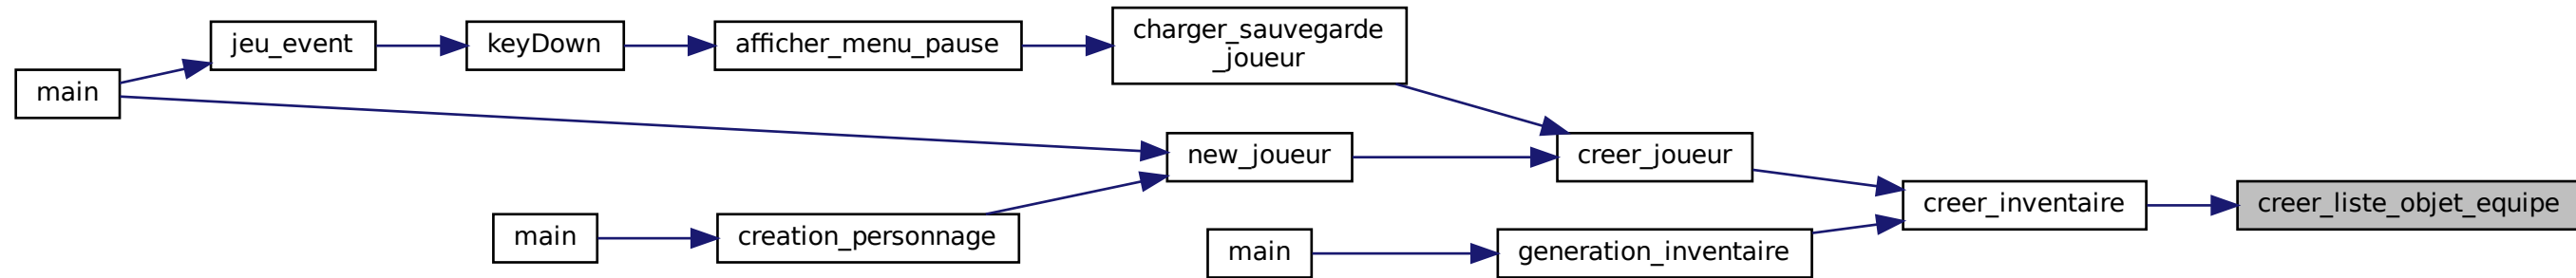 main
jeu_event
keyDown
afficher_menu_pause
charger_sauvegarde
_joueur
new_joueur
creer_joueur
main
creation_personnage
main
generation_inventaire
creer_inventaire
creer_liste_objet_equipe